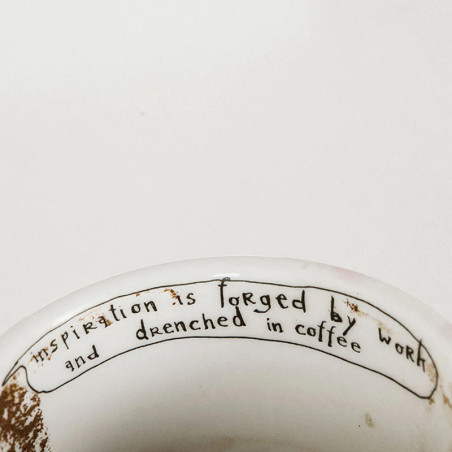 inspiration is forged by work
and drenched in coffee